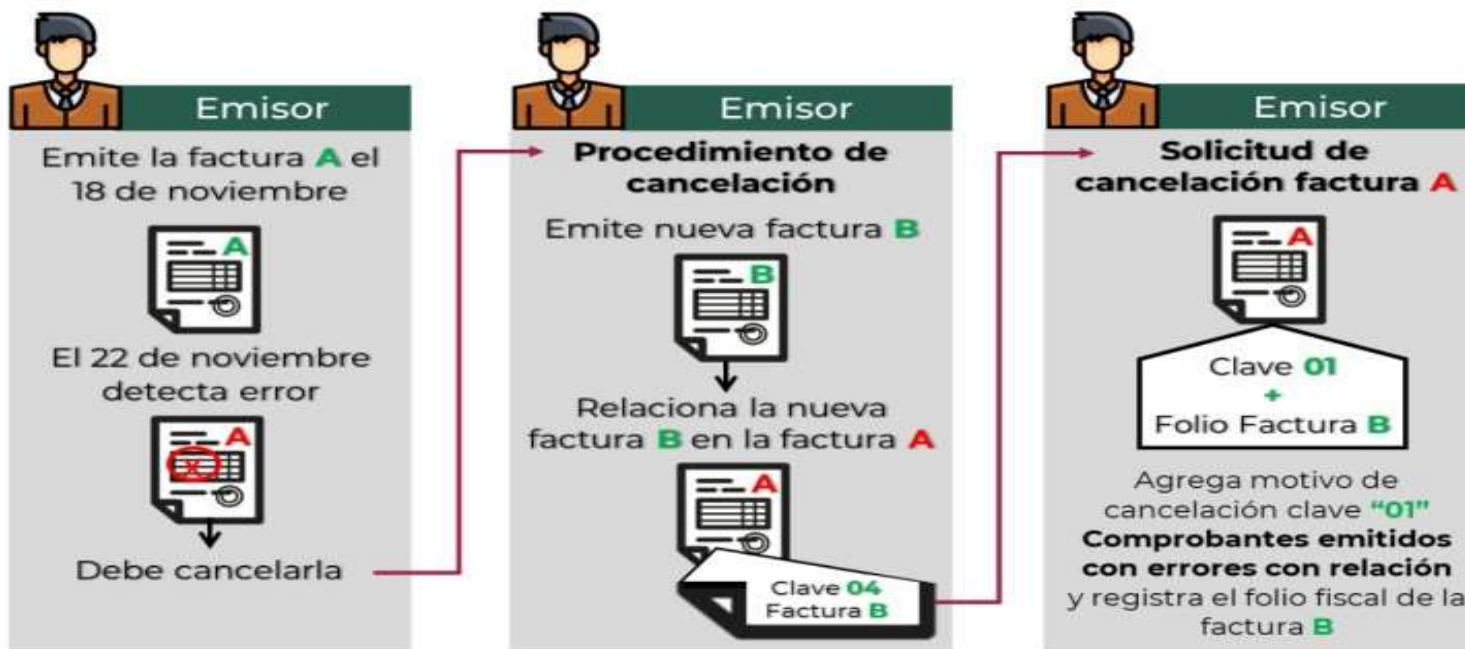 Emisor
Emite la factura A el
18 de noviembre
A
El 22 de noviembre
detecta error
A
x
Debe cancelarla
Emisor
Procedimiento de
cancelación
Emite nueva factura B
B
Relaciona la nueva
factura B en la factura A
A
Clave 04
Factura B
Emisor
Solicitud de
cancelación factura A
A
Clave 01
+
Folio Factura B
Agrega motivo de
cancelación clave “01”
Comprobantes emitidos
con errores con relación
y registra el folio fiscal de la
factura B